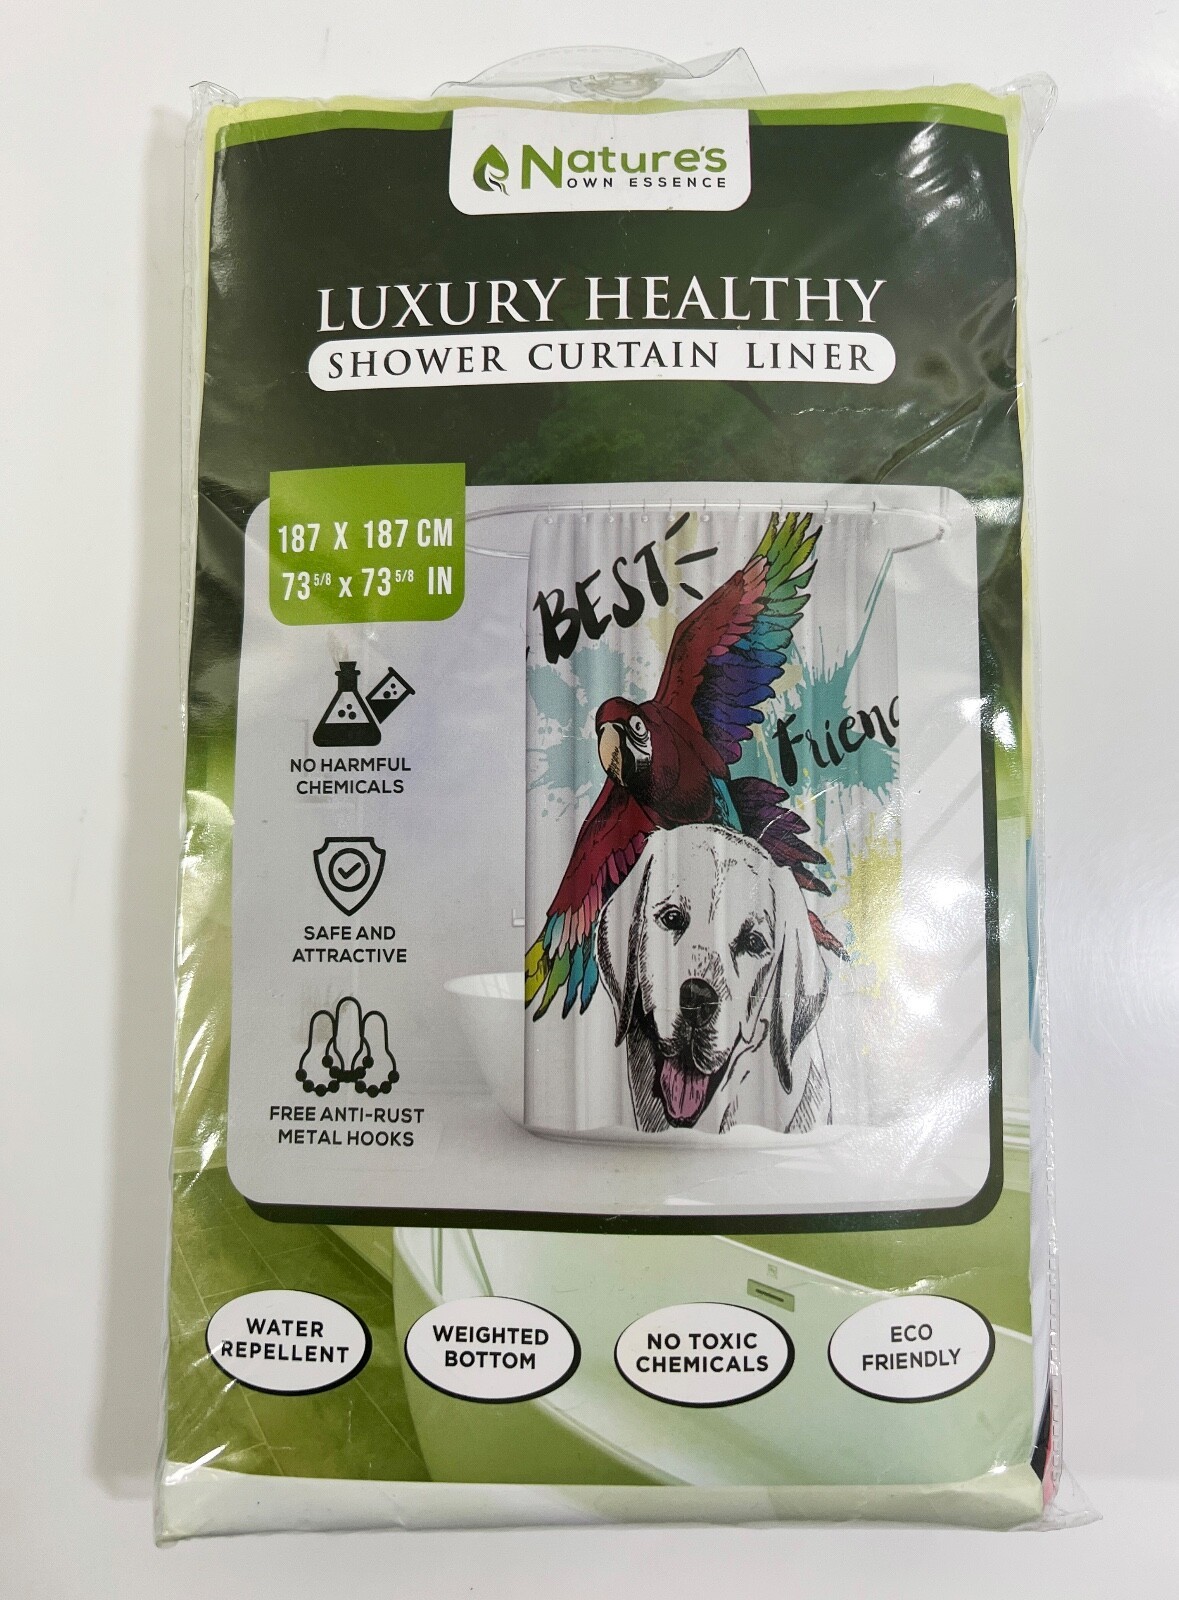 Nature's
OWN ESSENCE
LUXURY HEALTHY
SHOWER CURTAIN LINER
187 X 187 CM
73 5/8 x 73 5/8 IN
BEST
Friend
NO HARMFUL
CHEMICALS
SAFE AND
ATTRACTIVE
FREE ANTI-RUST
METAL HOOKS
WATER
REPELLENT
WEIGHTED
BOTTOM
NO TOXIC
CHEMICALS
ECO
FRIENDLY